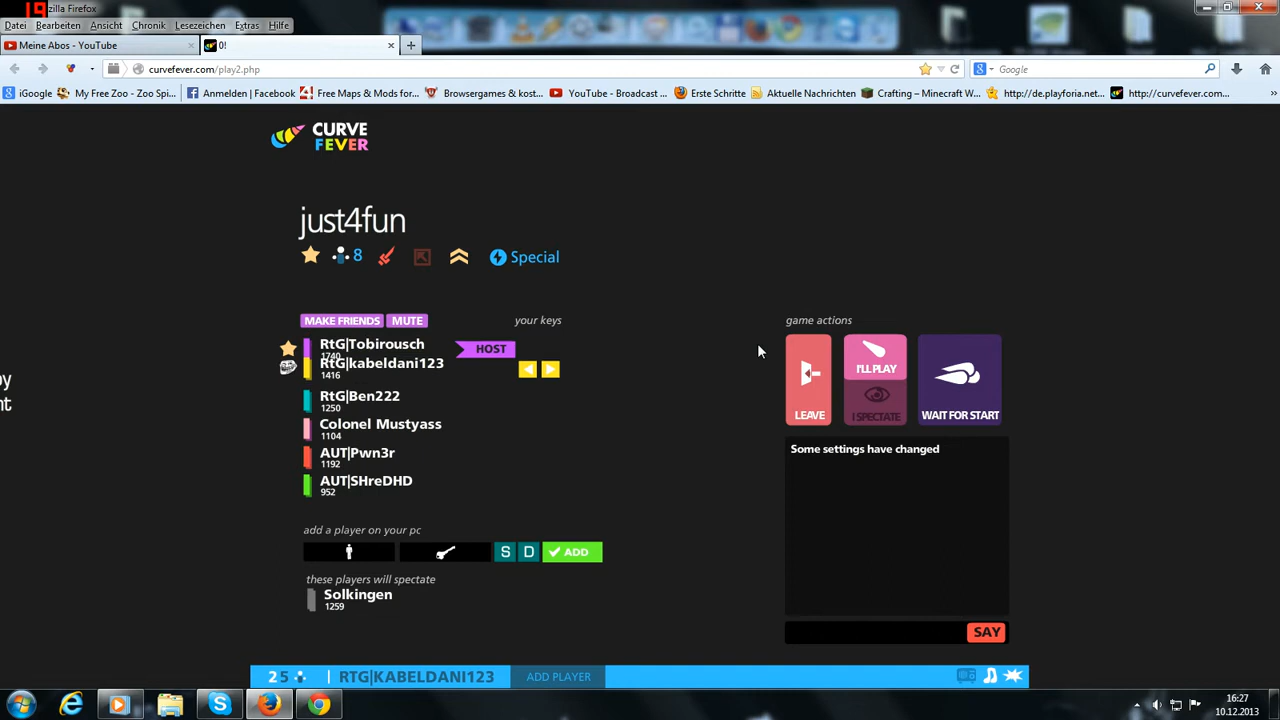 19
zilla Firefox
Datei Bearbeiten Ansicht Chronik Lesezeichen Extras Hilfe
Meine Abos - YouTube
0!
curvefever.com/play2.php
Google
iGoogle My Free Zoo - Zoo Spi... Anmelden | Facebook Free Maps & Mods for... Browsergames & kost... YouTube - Broadcast ... Erste Schritte Aktuelle Nachrichten Crafting – Minecraft W... http://de.playforia.net... http://curvefever.com...
CURVE
FEVER
just4fun
8 Special
MAKE FRIENDS MUTE your keys game actions
RtG|Tobirousch HOST
1740
RtG|kabeldani123
1416
RtG|Ben222
1250
Colonel Mustyass
1104
AUT|Pwn3r
1192
AUT|SHreDHD
952
LEAVE
I'LL PLAY
I SPECTATE
WAIT FOR START
Some settings have changed
add a player on your pc
S D ADD
these players will spectate
Solkingen
1259
SAY
25 RTG|KABELDANI123 ADD PLAYER
16:27
10.12.2013